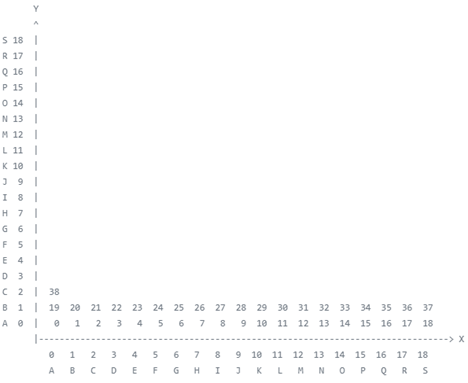 Y
^
S 18 |
R 17 |
Q 16 |
P 15 |
O 14 |
N 13 |
M 12 |
L 11 |
K 10 |
J 9 |
I 8 |
H 7 |
G 6 |
F 5 |
E 4 |
D 3 |
C 2 | 38
B 1 | 19 20 21 22 23 24 25 26 27 28 29 30 31 32 33 34 35 36 37
A 0 | 0 1 2 3 4 5 6 7 8 9 10 11 12 13 14 15 16 17 18
|-------------------------------------------------------------------------------> X
0 1 2 3 4 5 6 7 8 9 10 11 12 13 14 15 16 17 18
A B C D E F G H I J K L M N O P Q R S